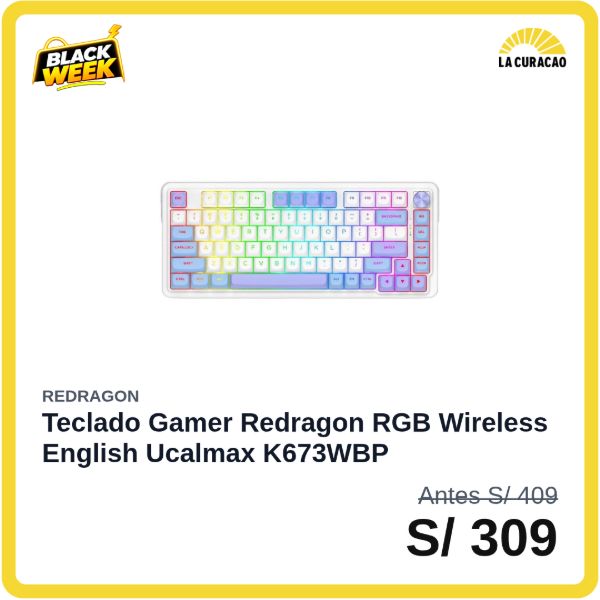 BLACK
WEEK
LA CURACAO
REDRAGON
Teclado Gamer Redragon RGB Wireless
English Ucalmax K673WBP
Antes S/ 409
S/ 309